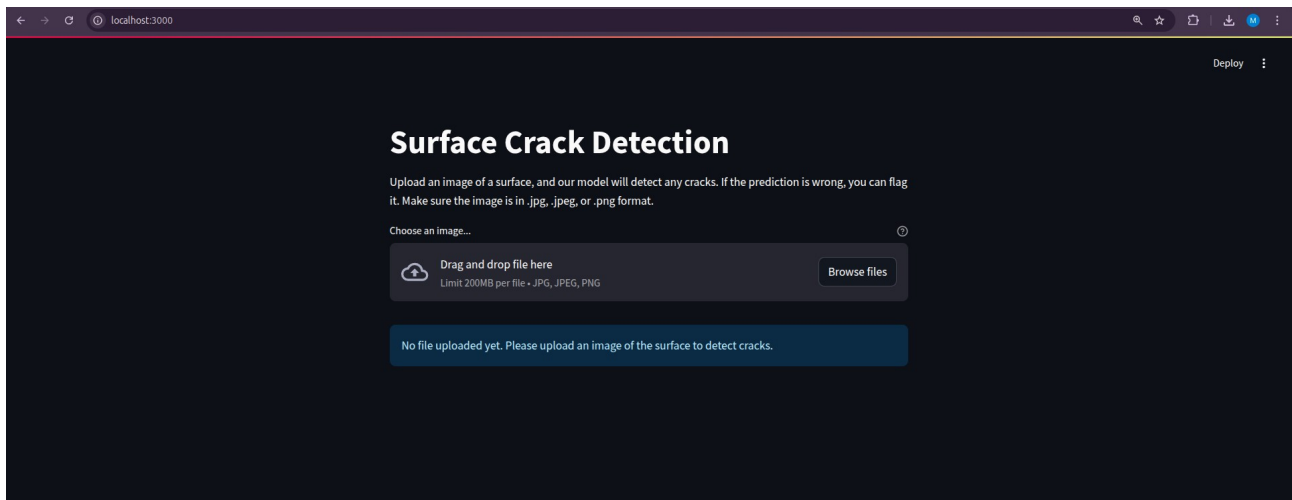 localhost:3000
M
Deploy
Surface Crack Detection
Upload an image of a surface, and our model will detect any cracks. If the prediction is wrong, you can flag
it. Make sure the image is in .jpg, .jpeg, or .png format.
Choose an image...
Drag and drop file here
Limit 200MB per file • JPG, JPEG, PNG
Browse files
No file uploaded yet. Please upload an image of the surface to detect cracks.